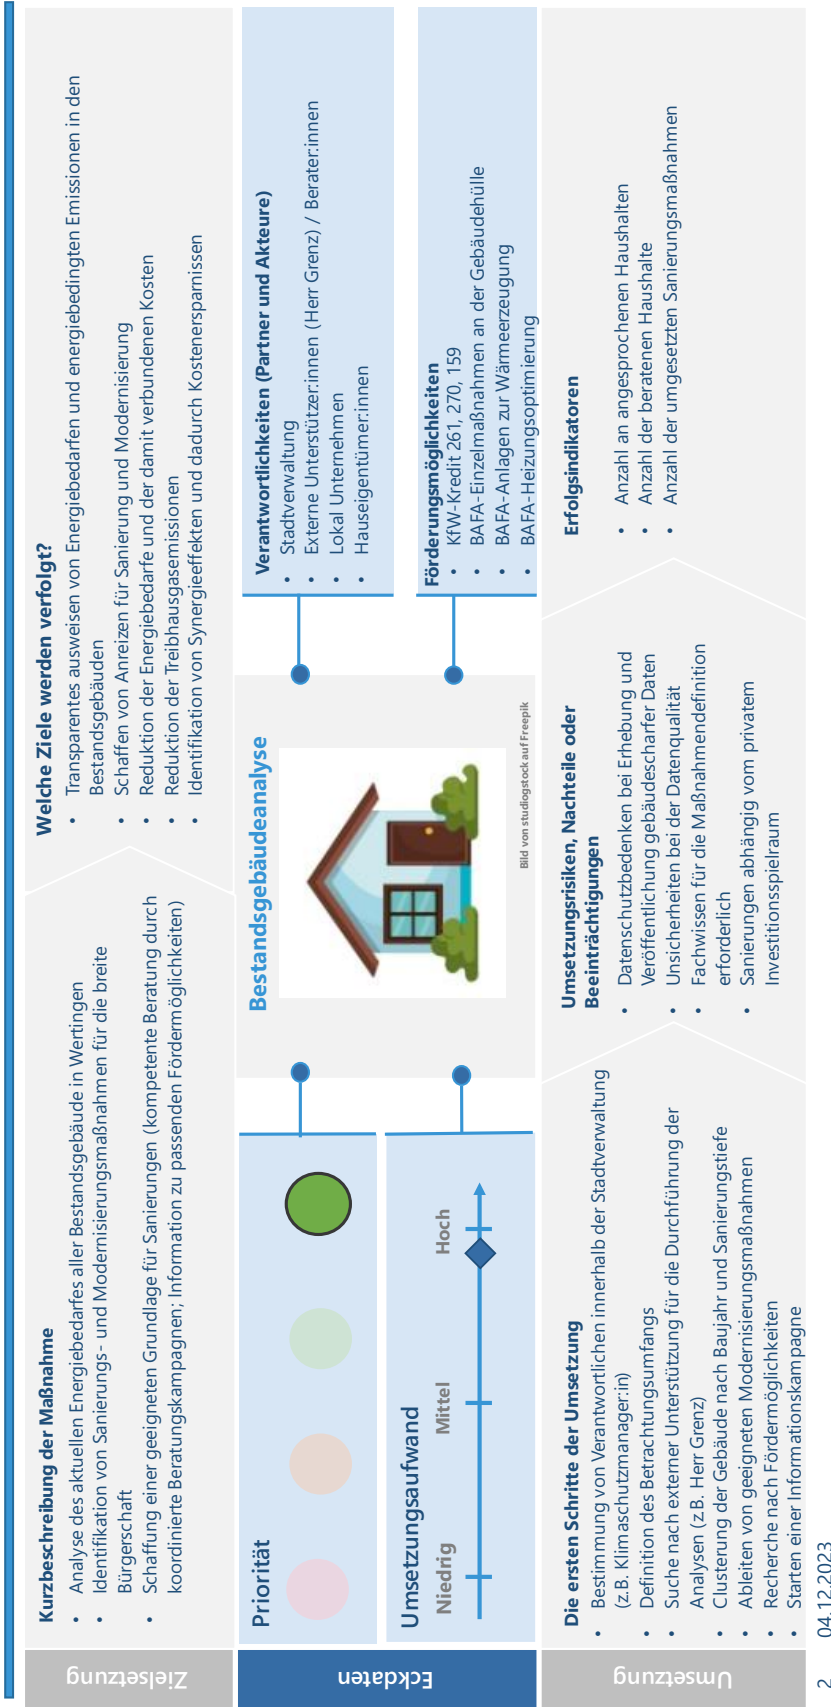 Zielsetzung
Kurzbeschreibung der Maßnahme
• Analyse des aktuellen Energiebedarfes aller Bestandsgebäude in Wertingen
• Identifikation von Sanierungs- und Modernisierungsmaßnahmen für die breite
Bürgerschaft
• Schaffung einer geeigneten Grundlage für Sanierungen (kompetente Beratung durch
koordinierte Beratungskampagnen; Information zu passenden Fördermöglichkeiten)
Welche Ziele werden verfolgt?
• Transparentes ausweisen von Energiebedarfen und energiebedingten Emissionen in den
Bestandsgebäuden
• Schaffen von Anreizen für Sanierung und Modernisierung
• Reduktion der Energiebedarfe und der damit verbundenen Kosten
• Reduktion der Treibhausgasemissionen
• Identifikation von Synergieeffekten und dadurch Kostenersparnissen
Eckdaten
Priorität
Umsetzungsaufwand
Niedrig
Mittel
Hoch
Bestandsgebäudeanalyse
Bild von studiogstock auf Freepik
Verantwortlichkeiten (Partner und Akteure)
• Stadtverwaltung
• Externe Unterstützer:innen (Herr Grenz) / Berater:innen
• Lokal Unternehmen
• Hauseigentümer:innen
Förderungsmöglichkeiten
• KfW-Kredit 261, 270, 159
• BAFA-Einzelmaßnahmen an der Gebäudehülle
• BAFA-Anlagen zur Wärmeerzeugung
• BAFA-Heizungsoptimierung
Umsetzung
Die ersten Schritte der Umsetzung
• Bestimmung von Verantwortlichen innerhalb der Stadtverwaltung
(z.B. Klimaschutzmanager:in)
• Definition des Betrachtungsumfangs
• Suche nach externer Unterstützung für die Durchführung der
Analysen (z.B. Herr Grenz)
• Clusterung der Gebäude nach Baujahr und Sanierungstiefe
• Ableiten von geeigneten Modernisierungsmaßnahmen
• Recherche nach Fördermöglichkeiten
• Starten einer Informationskampagne
Umsetzungsrisiken, Nachteile oder
Beeinträchtigungen
• Datenschutzbedenken bei Erhebung und
Veröffentlichung gebäudescharfer Daten
• Unsicherheiten bei der Datenqualität
• Fachwissen für die Maßnahmendefinition
erforderlich
• Sanierungen abhängig vom privatem
Investitionsspielraum
Erfolgsindikatoren
• Anzahl an angesprochenen Haushalten
• Anzahl der beratenen Haushalte
• Anzahl der umgesetzten Sanierungsmaßnahmen
2 04.12.2023